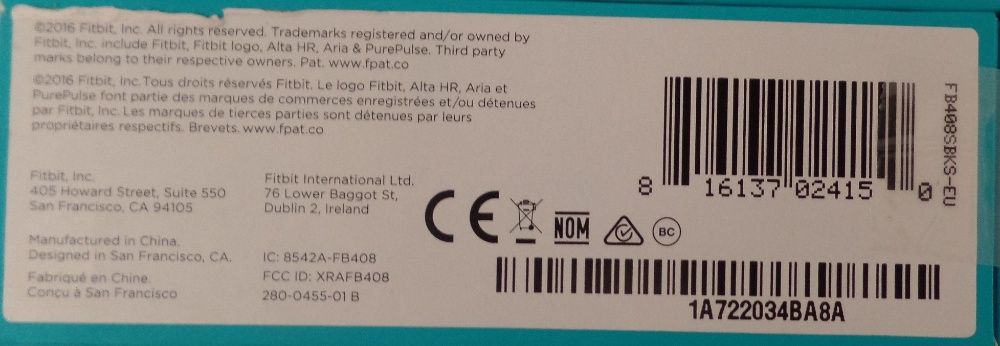 ©2016 Fitbit, Inc. All rights reserved. Trademarks registered and/or owned by
Fitbit, Inc. include Fitbit, Fitbit logo, Alta HR, Aria & PurePulse. Third party
marks belong to their respective owners. Pat. www.fpat.co
©2016 Fitbit, Inc. Tous droits réservés Fitbit. Le logo Fitbit, Alta HR, Aria et
PurePulse font partie des marques de commerces enregistrées et/ou détenues
par Fitbit, Inc. Les marques de tierces parties sont détenues par leurs
propriétaires respectifs. Brevets. www.fpat.co
Fitbit, Inc.
405 Howard Street, Suite 550
San Francisco, CA 94105
Fitbit International Ltd.
76 Lower Baggot St,
Dublin 2, Ireland
Manufactured in China.
Designed in San Francisco, CA.
Fabriqué en Chine.
Conçu à San Francisco
IC: 8542A-FB408
FCC ID: XRAFB408
280-0455-01 B
CE
NOM
BC
8 16137 02415 0
FB408SBKS-EU
1A722034BA8A